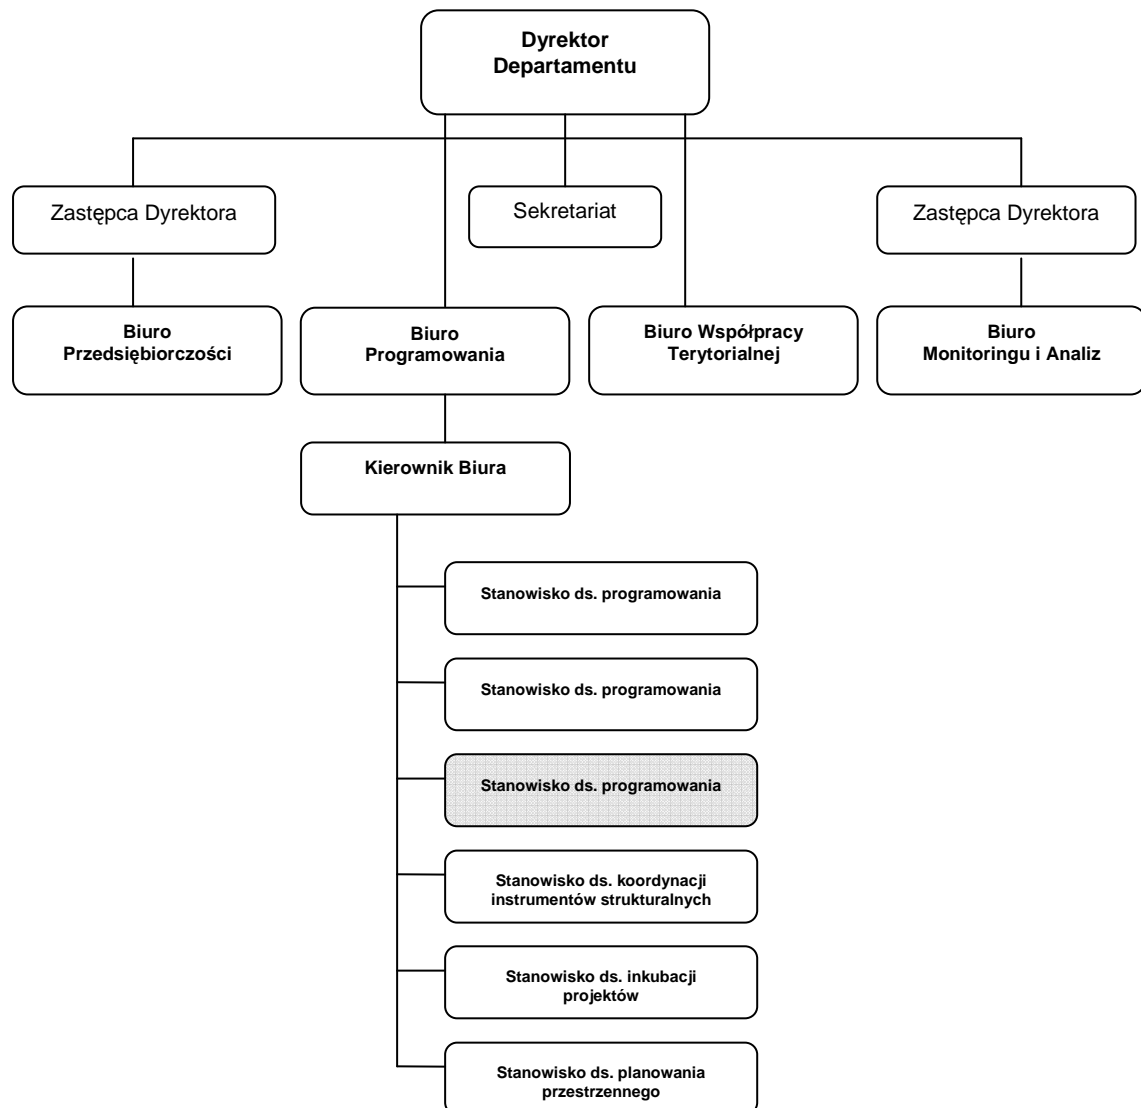 Dyrektor
Departamentu
Zastępca Dyrektora
Sekretariat
Zastępca Dyrektora
Biuro
Przedsiębiorczości
Biuro
Programowania
Biuro Współpracy
Terytorialnej
Biuro
Monitoringu i Analiz
Kierownik Biura
Stanowisko ds. programowania
Stanowisko ds. programowania
Stanowisko ds. programowania
Stanowisko ds. koordynacji
instrumentów strukturalnych
Stanowisko ds. inkubacji
projektów
Stanowisko ds. planowania
przestrzennego